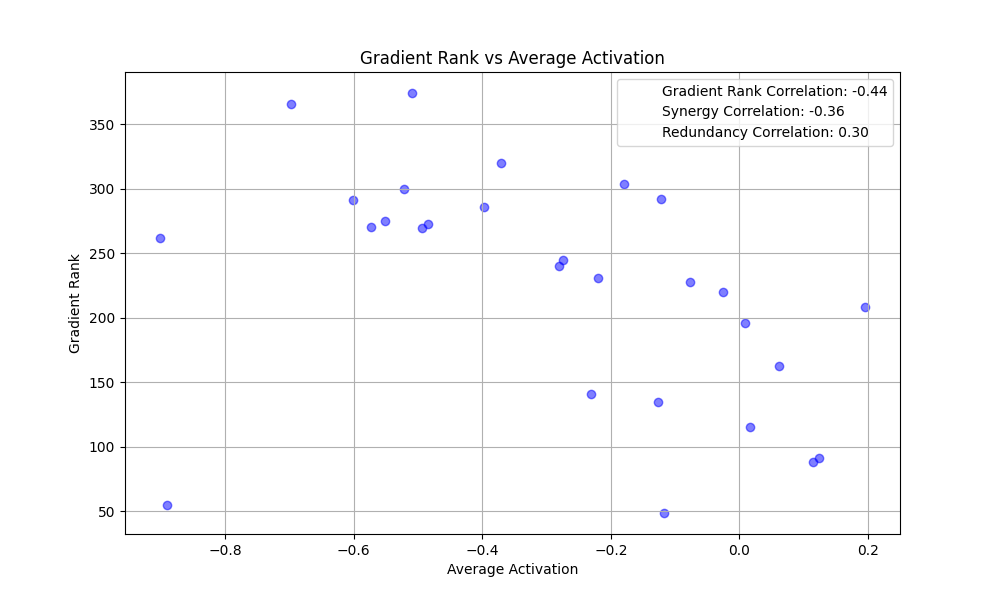 Gradient Rank vs Average Activation
Gradient Rank Correlation: -0.44
Synergy Correlation: -0.36
Redundancy Correlation: 0.30
350
300
250
200
150
100
50
Gradient Rank
−0.8
−0.6
−0.4
−0.2
0.0
0.2
Average Activation